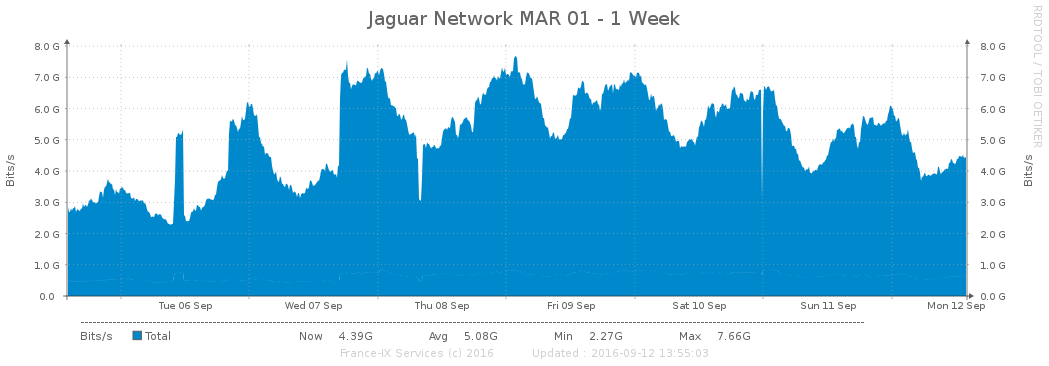 Jaguar Network MAR 01 - 1 Week
RRDTOOL / TOBI OETIKER
Bits/s
8.0 G
7.0 G
6.0 G
5.0 G
4.0 G
3.0 G
2.0 G
1.0 G
0.0
8.0 G
7.0 G
6.0 G
5.0 G
4.0 G
3.0 G
2.0 G
1.0 G
0.0 G
Bits/s
Tue 06 Sep Wed 07 Sep Thu 08 Sep Fri 09 Sep Sat 10 Sep Sun 11 Sep Mon 12 Sep
Bits/s Total Now 4.39G Avg 5.08G Min 2.27G Max 7.66G
France-IX Services (c) 2016 Updated : 2016-09-12 13:55:03